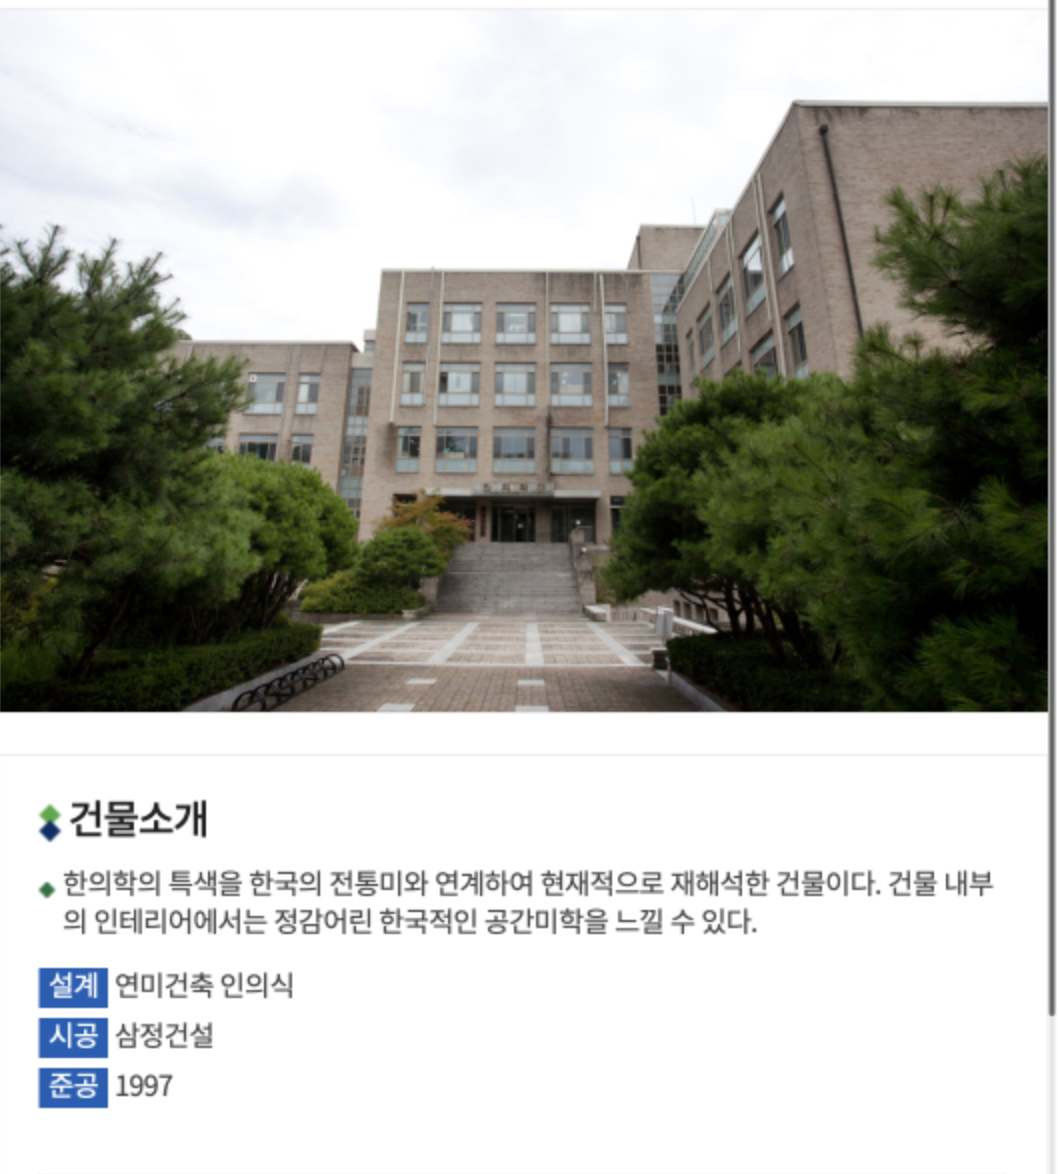 건물소개
한의학의 특색을 한국의 전통미와 연계하여 현재적으로 재해석한 건물이다. 건물 내부
의 인테리어에서는 정감어린 한국적인 공간미학을 느낄 수 있다.
설계 연미건축 인의식
시공 삼정건설
준공 1997